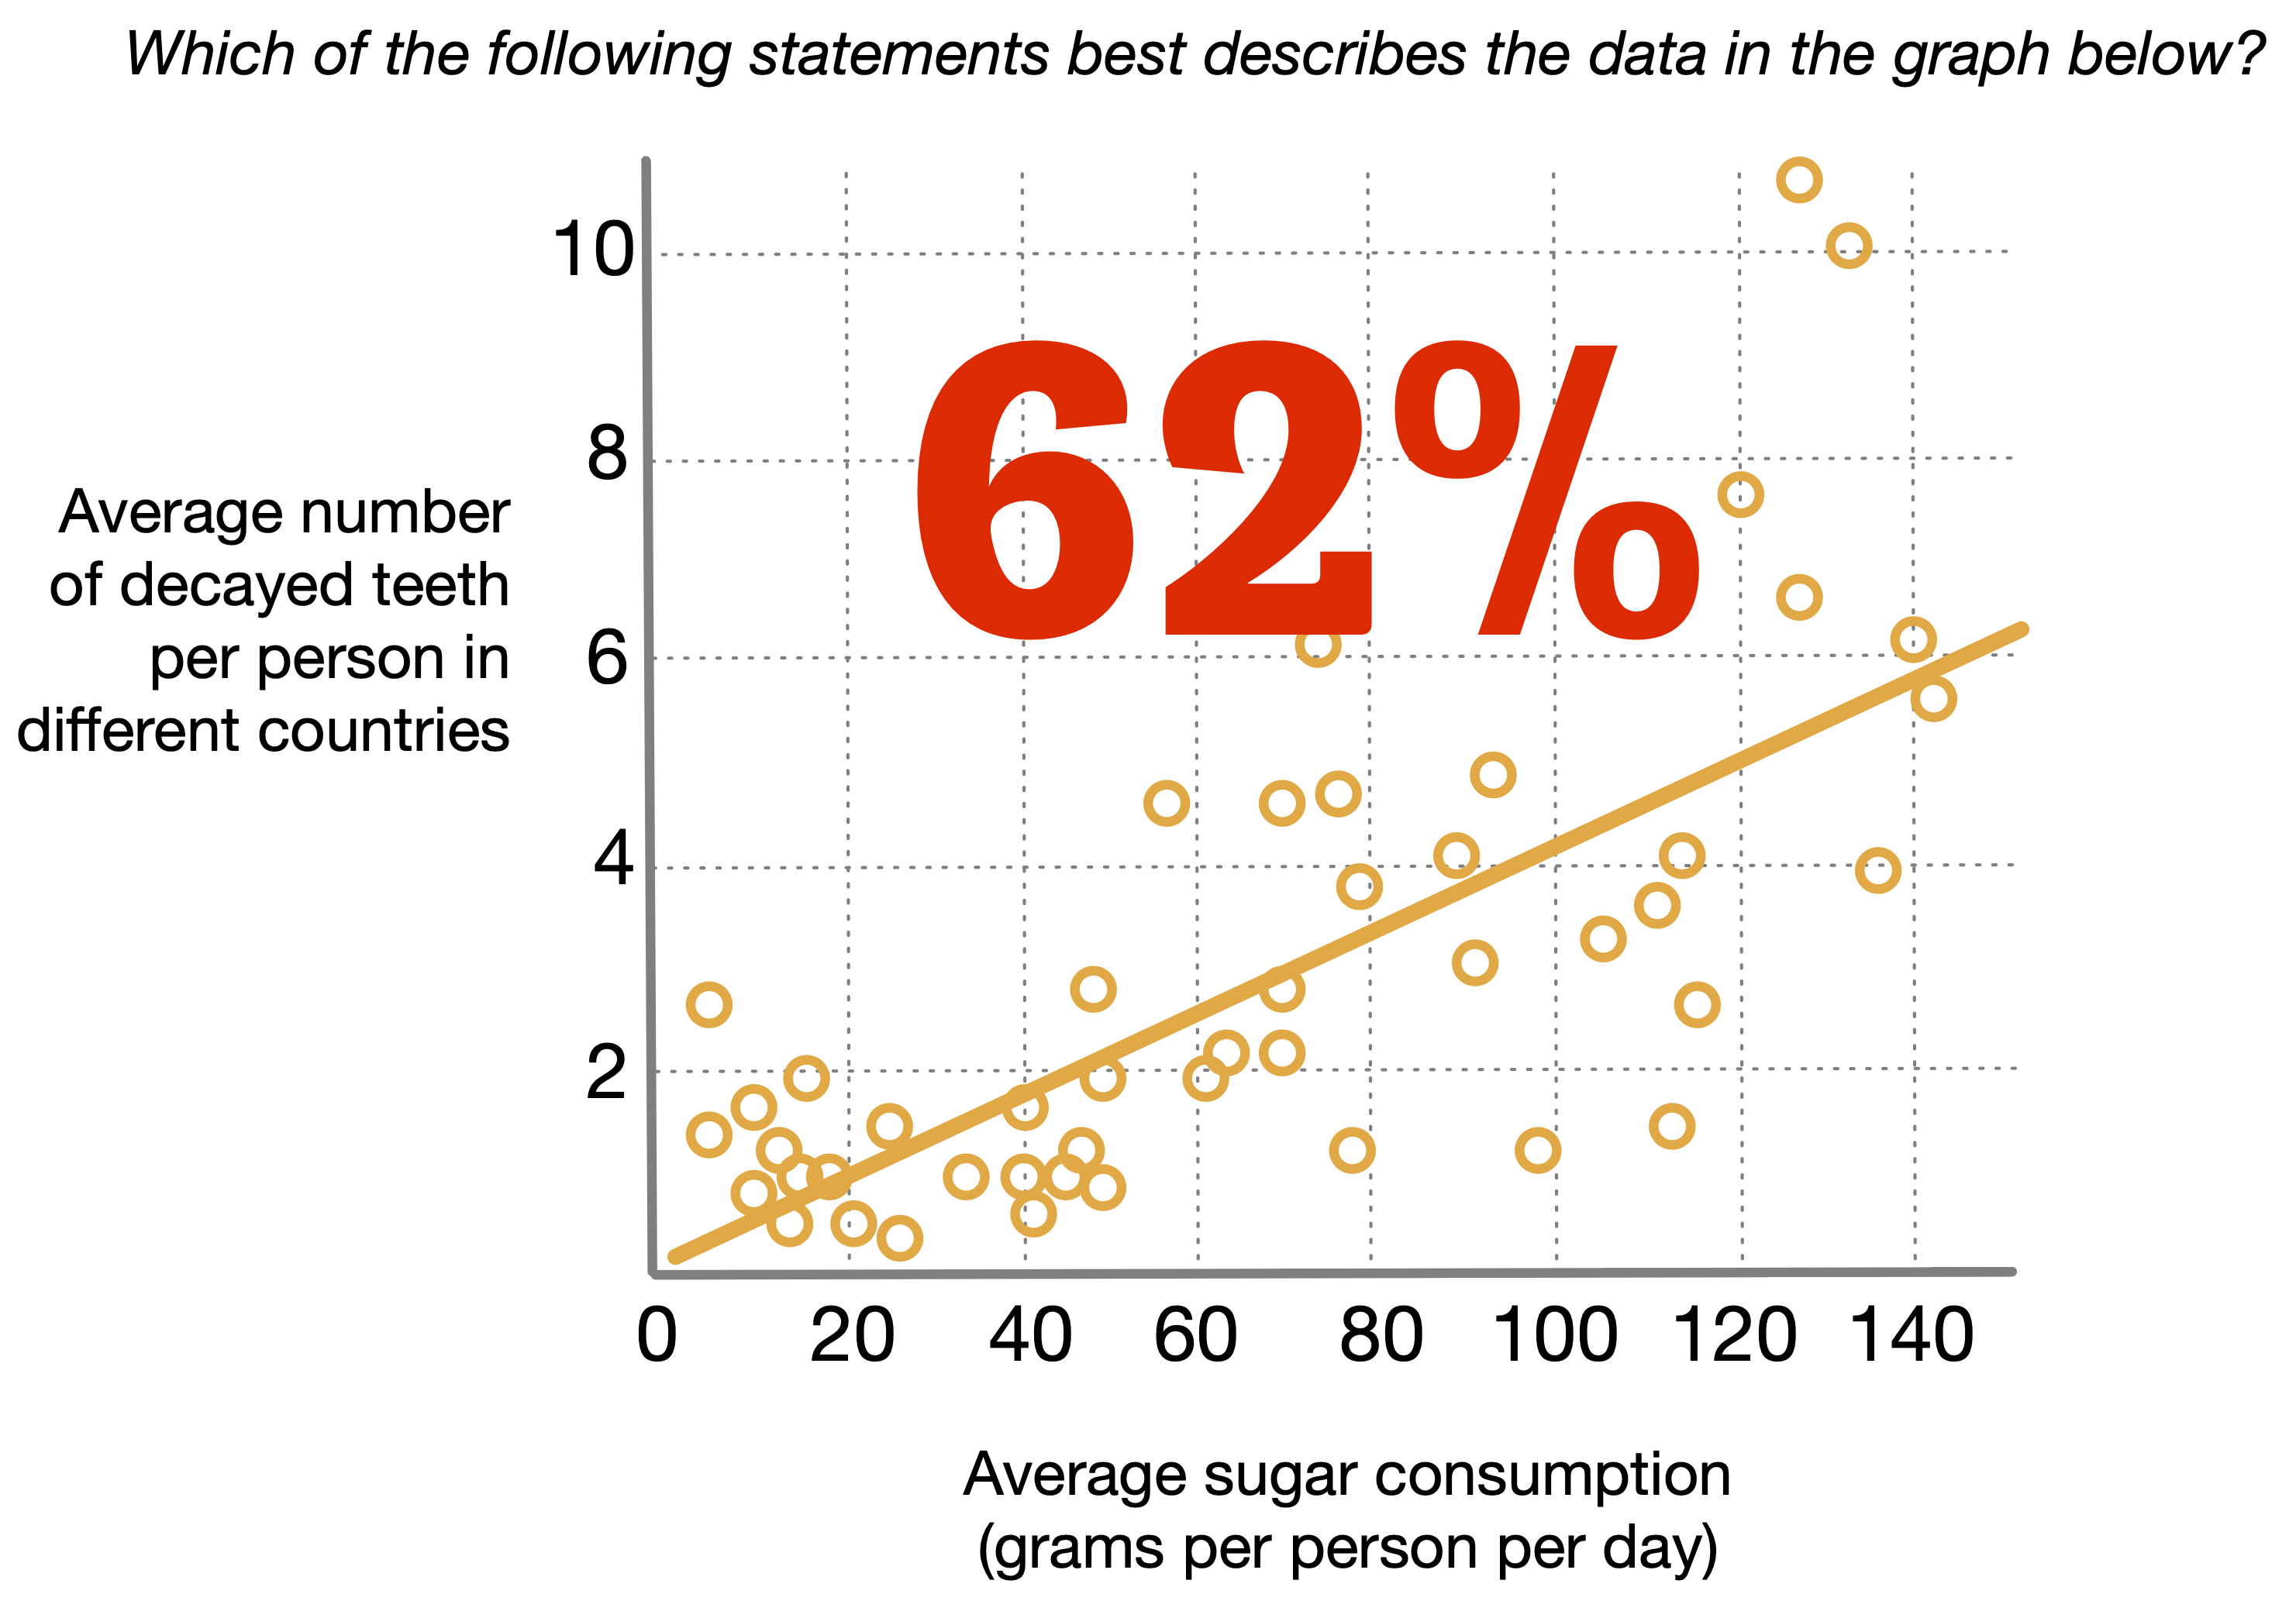 Which of the following statements best describes the data in the graph below?
10
8
6
4
2
62%
Average number
of decayed teeth
per person in
different countries
0 20 40 60 80 100 120 140
Average sugar consumption
(grams per person per day)